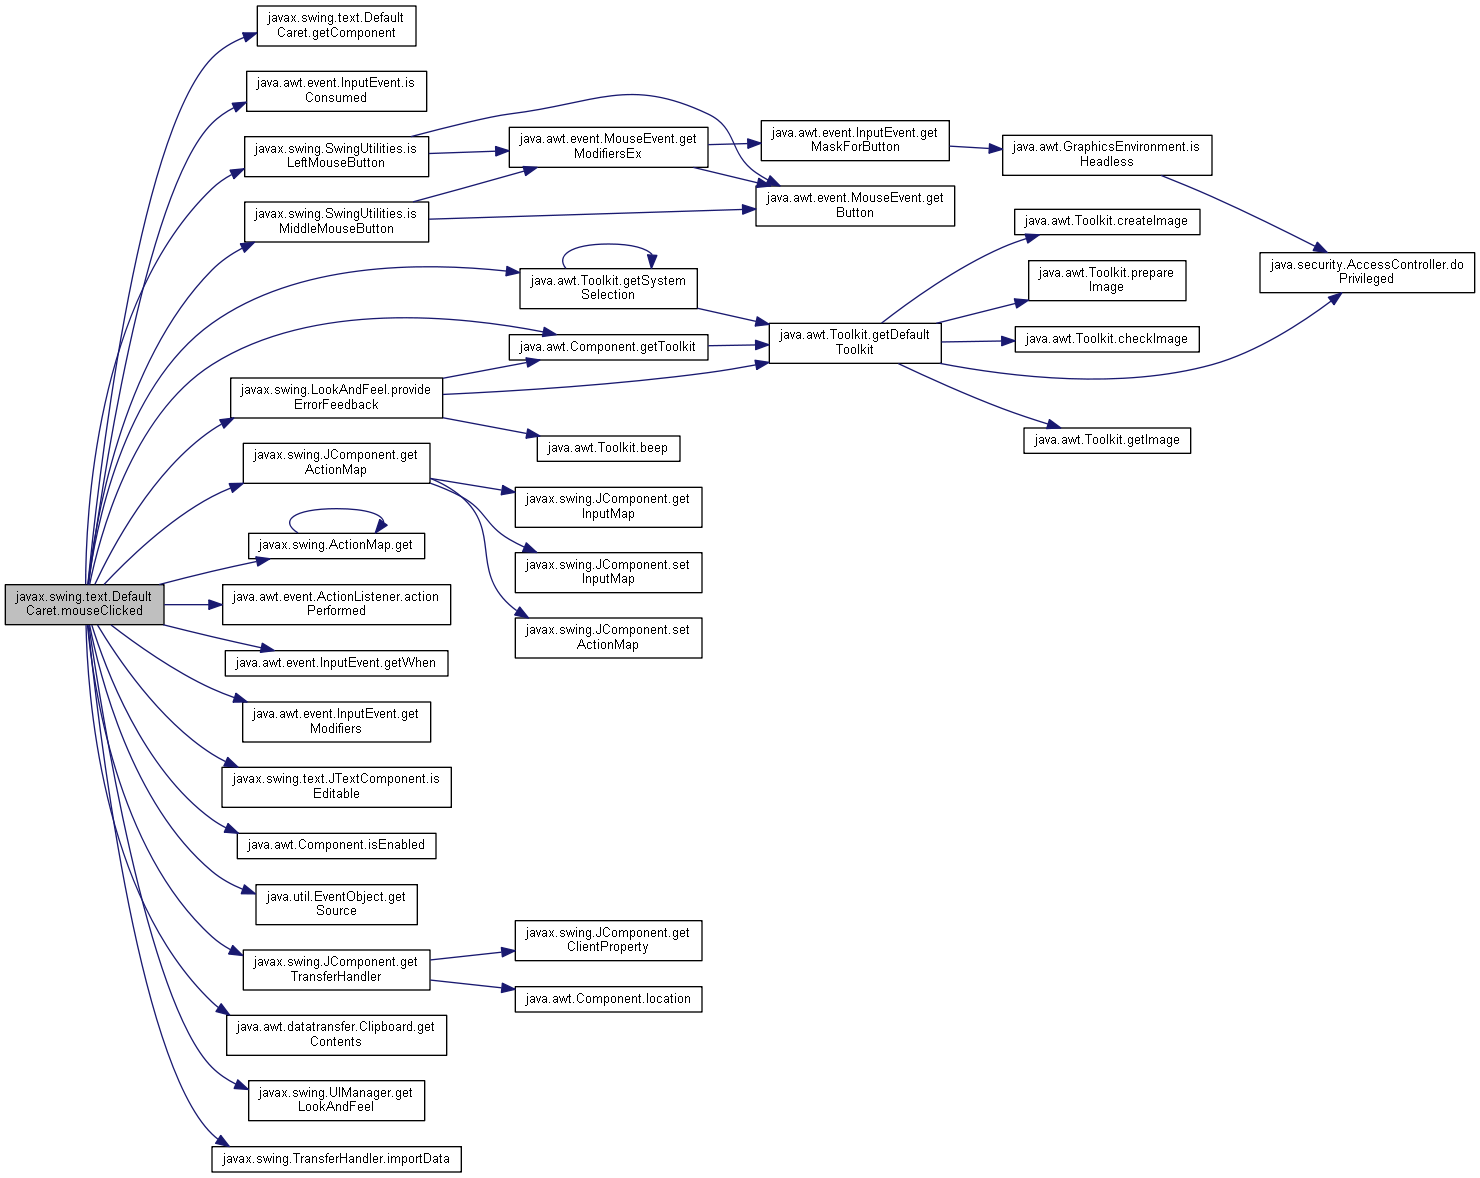 javax.swing.text.Default
Caret.getComponent
java.awt.event.InputEvent.is
Consumed
javax.swing.SwingUtilities.is
LeftMouseButton
java.awt.event.MouseEvent.get
ModifiersEx
java.awt.event.InputEvent.get
MaskForButton
java.awt.GraphicsEnvironment.is
Headless
javax.swing.SwingUtilities.is
MiddleMouseButton
java.awt.event.MouseEvent.get
Button
java.awt.Toolkit.createImage
java.awt.Toolkit.getSystem
Selection
java.awt.Toolkit.prepare
Image
java.security.AccessController.do
Privileged
java.awt.Component.getToolkit
java.awt.Toolkit.getDefault
Toolkit
java.awt.Toolkit.checkImage
javax.swing.LookAndFeel.provide
ErrorFeedback
java.awt.Toolkit.beep
java.awt.Toolkit.getImage
javax.swing.JComponent.get
ActionMap
javax.swing.JComponent.get
InputMap
javax.swing.ActionMap.get
javax.swing.JComponent.set
InputMap
javax.swing.text.Default
Caret.mouseClicked
java.awt.event.ActionListener.action
Performed
javax.swing.JComponent.set
ActionMap
java.awt.event.InputEvent.getWhen
java.awt.event.InputEvent.get
Modifiers
javax.swing.text.JTextComponent.is
Editable
java.awt.Component.isEnabled
java.util.EventObject.get
Source
javax.swing.JComponent.get
TransferHandler
javax.swing.JComponent.get
ClientProperty
java.awt.Component.location
java.awt.datatransfer.Clipboard.get
Contents
javax.swing.UIManager.get
LookAndFeel
javax.swing.TransferHandler.importData